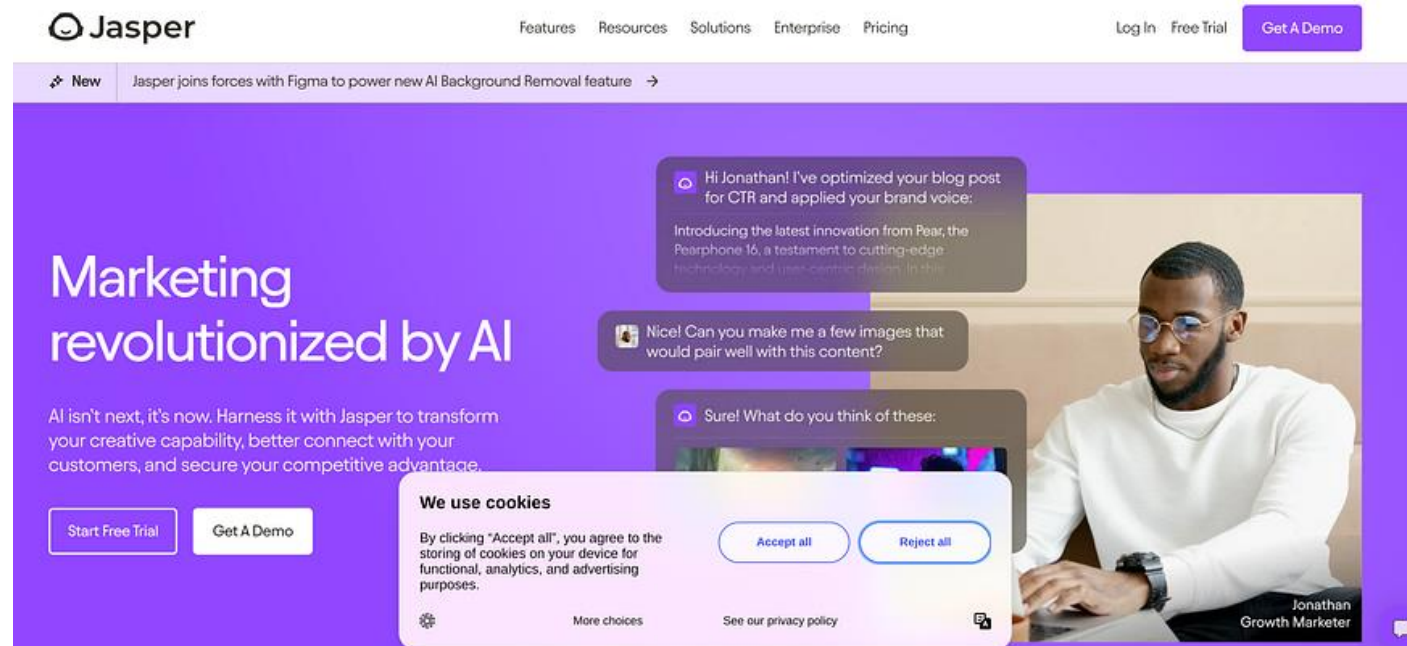 Jasper
Features Resources Solutions Enterprise Pricing
Log In Free Trial Get A Demo
New Jasper joins forces with Figma to power new AI Background Removal feature →
Marketing
revolutionized by AI
AI isn't next, it's now. Harness it with Jasper to transform
your creative capability, better connect with your
customers, and secure your competitive advantage.
Start Free Trial Get A Demo
Hi Jonathan! I've optimized your blog post
for CTR and applied your brand voice:
Introducing the latest innovation from Pear, the
Pearphone 16, a testament to cutting-edge
technology and user-centric design. In this
Nice! Can you make me a few images that
would pair well with this content?
Sure! What do you think of these:
Jonathan
Growth Marketer
We use cookies
By clicking "Accept all", you agree to the
storing of cookies on your device for
functional, analytics, and advertising
purposes.
Accept all Reject all
More choices See our privacy policy